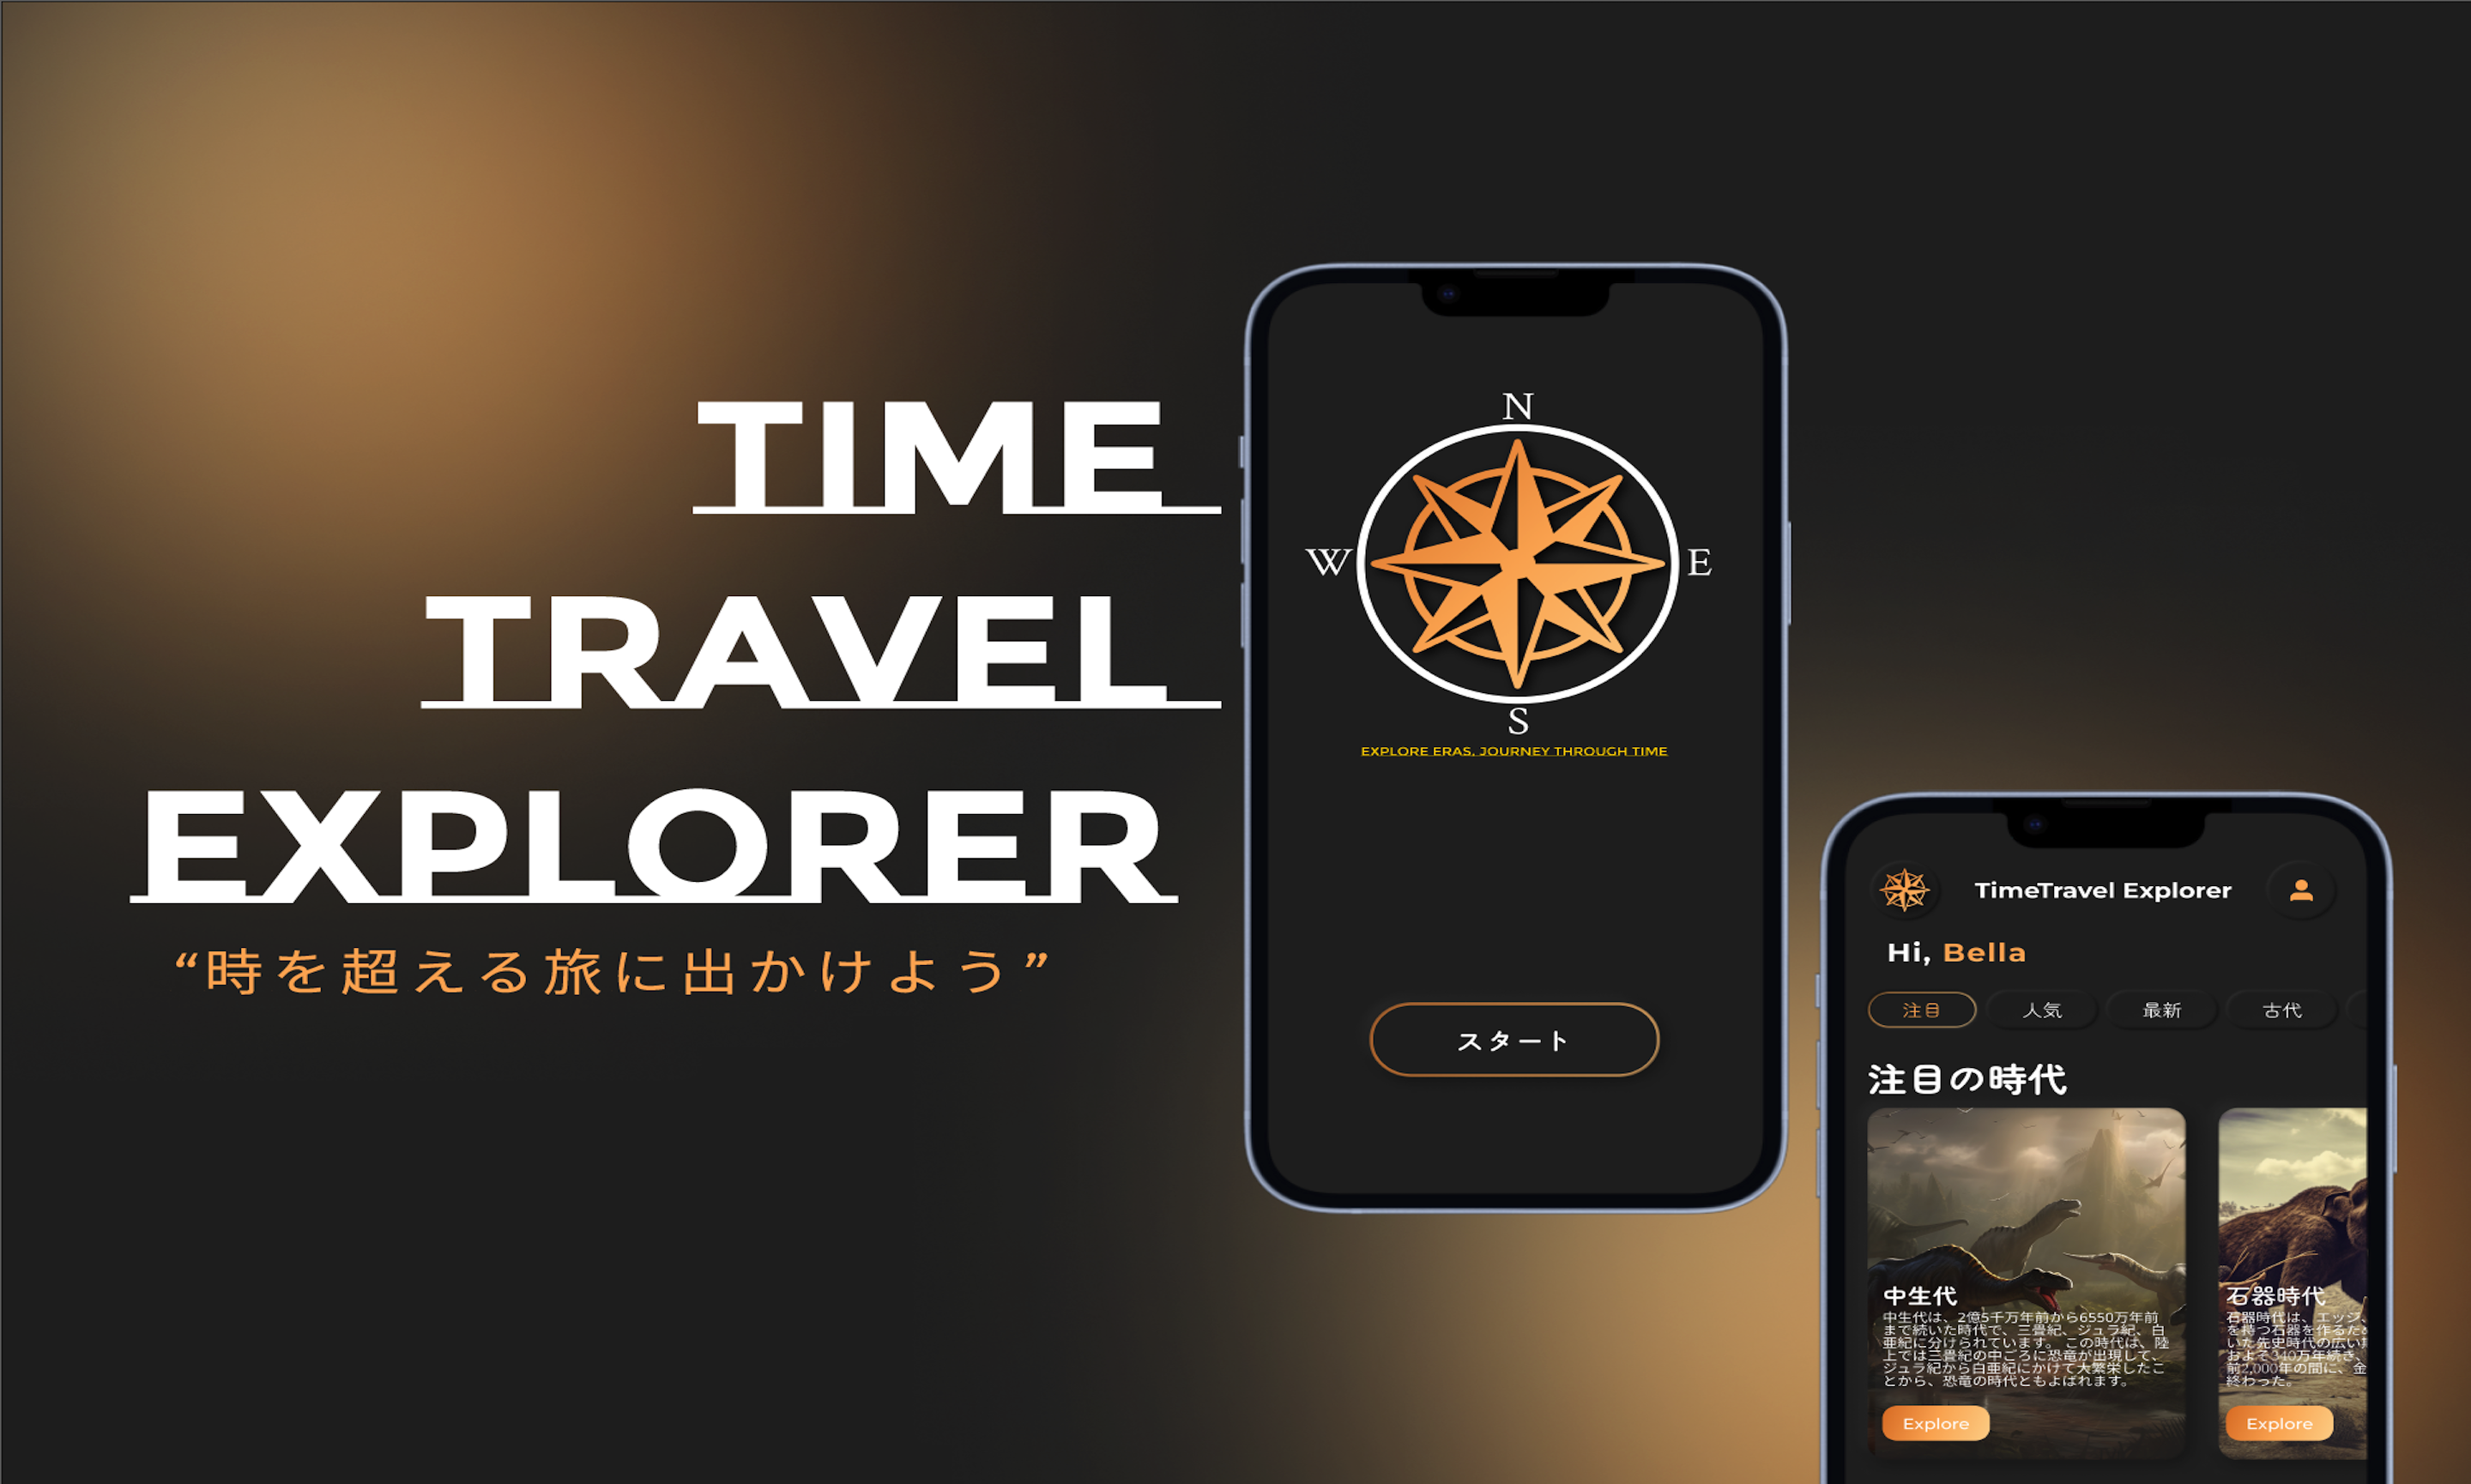 TIME
TRAVEL
EXPLORER
“時を超える旅に出かけよう”
N
W
E
S
EXPLORE ERAS, JOURNEY THROUGH TIME
スタート
TimeTravel Explorer
Hi, Bella
注目 人気 最新 古代
注目の時代
中生代
中生代は、2億5千万年前から6550万年前
まで続いた時代で、三畳紀、ジュラ紀、白
亜紀に分けられています。 この時代は、陸
上では三畳紀の中ごろに恐竜が出現して、
ジュラ紀から白亜紀にかけて大繁栄したこ
とから、恐竜の時代ともよばれます。
Explore
石器時代
石器時代は、エッジ、
を持つ石器を作るため
いた先史時代の広い期
およそ340万年続き、
前2,000年の間に、金
終わった。
Explore